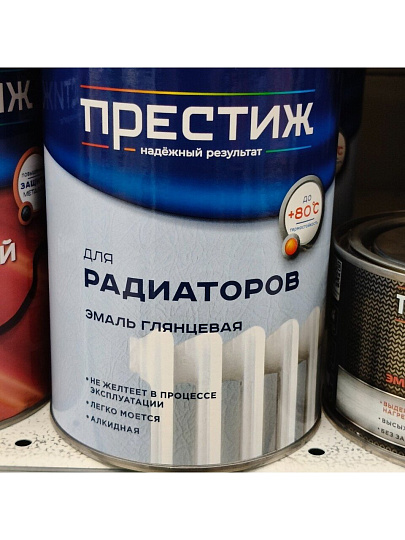 ПРЕСТИЖ
надёжный результат
ДО
+80°C
ДЛЯ
РАДИАТОРОВ
ЭМАЛЬ ГЛЯНЦЕВАЯ
• НЕ ЖЕЛТЕЕТ В ПРОЦЕССЕ
ЭКСПЛУАТАЦИИ
• ЛЕГКО МОЕТСЯ
• АЛКИДНАЯ